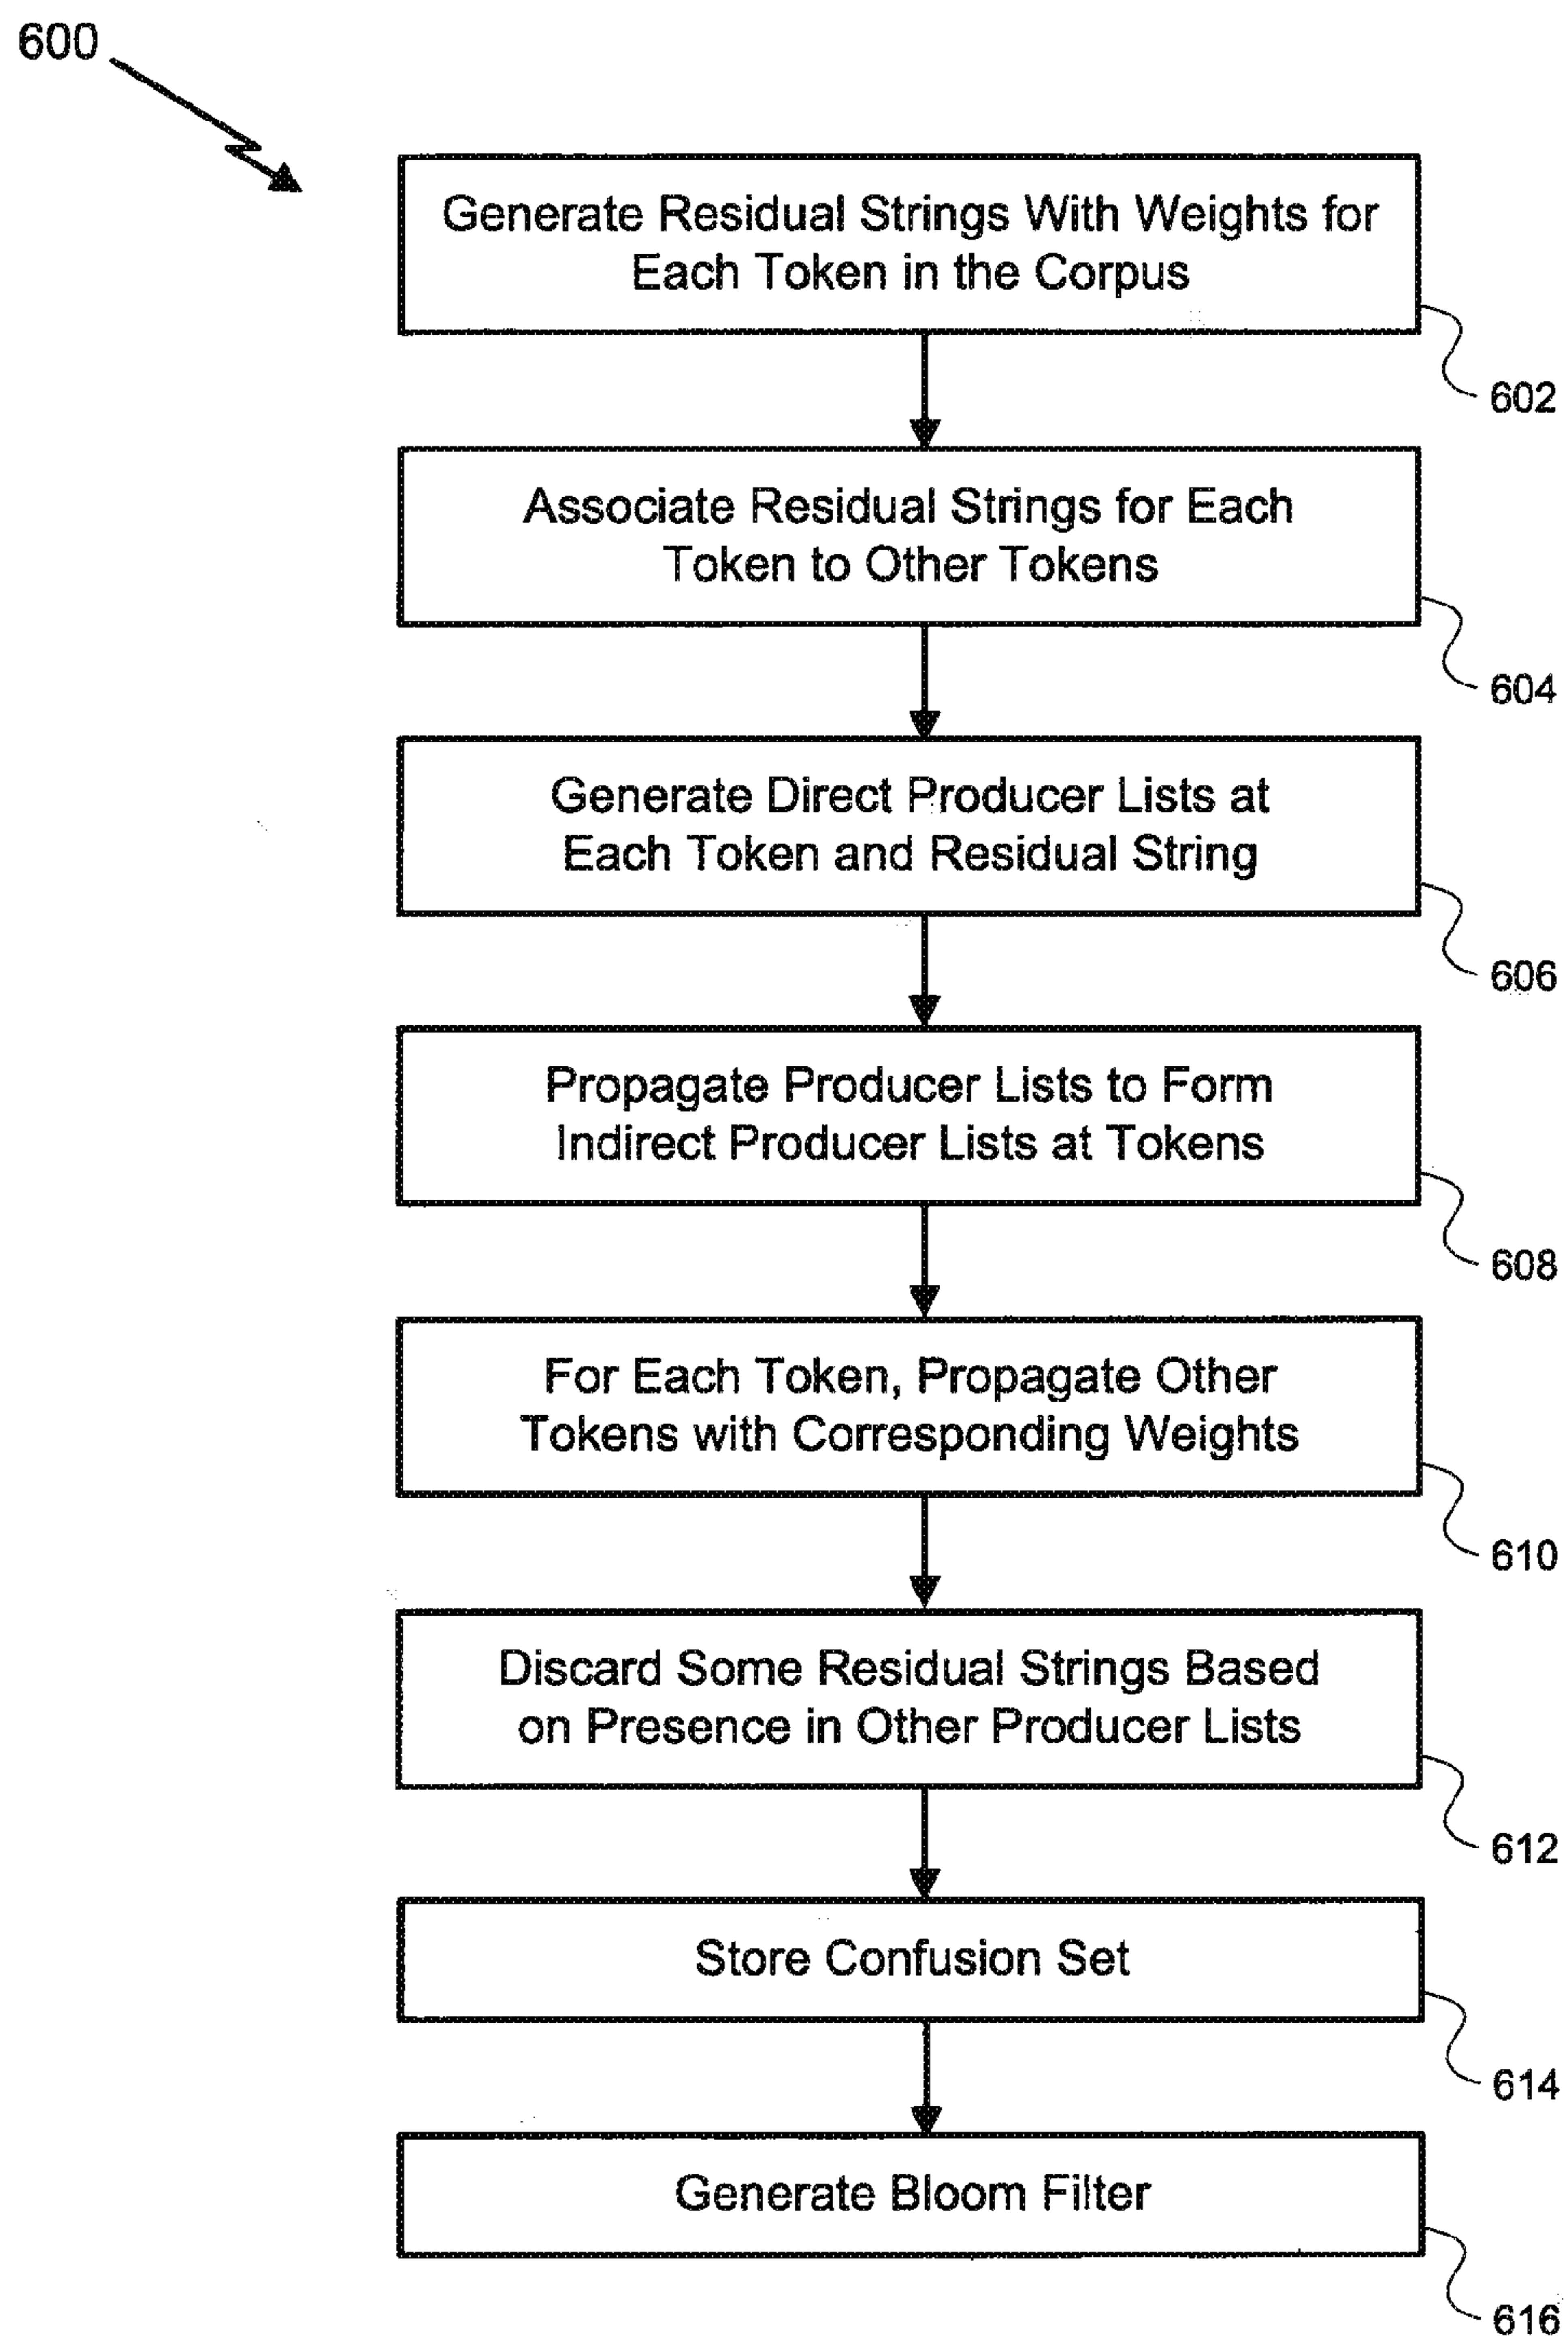 600
Generate Residual Strings With Weights for
Each Token in the Corpus
602
Associate Residual Strings for Each
Token to Other Tokens
604
Generate Direct Producer Lists at
Each Token and Residual String
606
Propagate Producer Lists to Form
Indirect Producer Lists at Tokens
608
For Each Token, Propagate Other
Tokens with Corresponding Weights
610
Discard Some Residual Strings Based
on Presence in Other Producer Lists
612
Store Confusion Set
614
Generate Bloom Filter
616